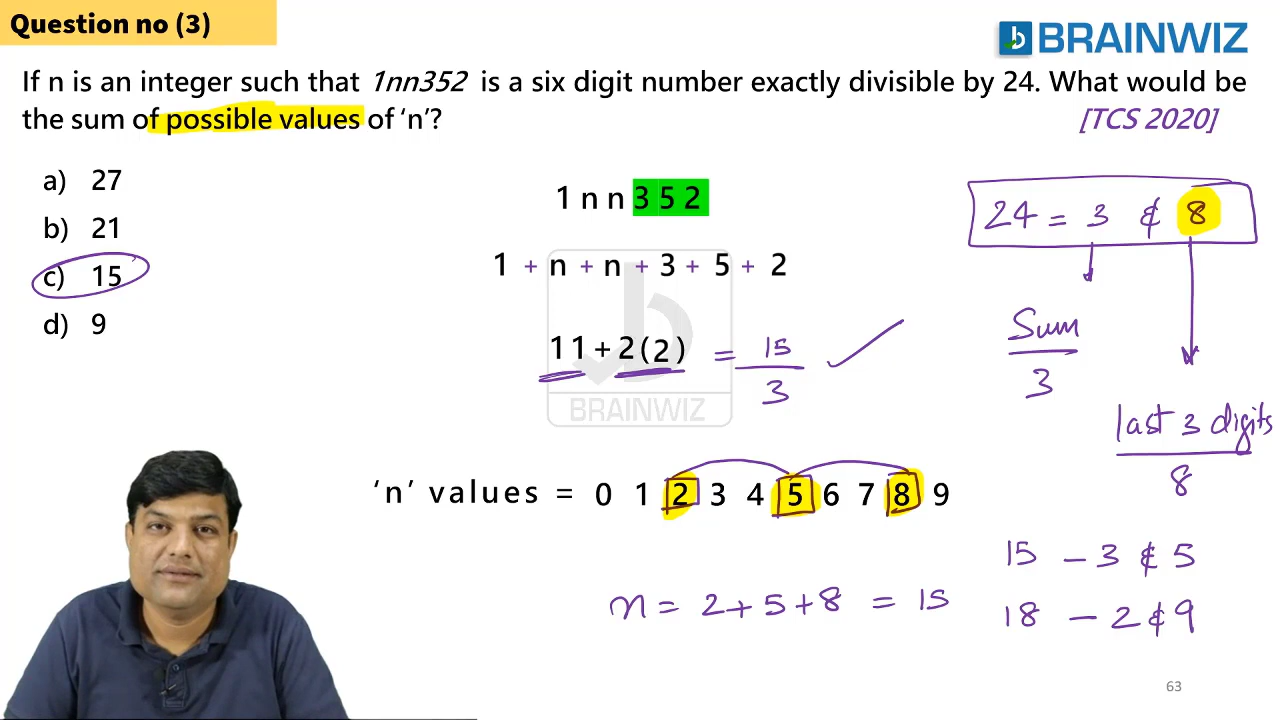 Question no (3)
BRAINWIZ
If n is an integer such that 1nn352 is a six digit number exactly divisible by 24. What would be
the sum of possible values of ‘n’?
[TCS 2020]
a) 27
b) 21
c) 15
d) 9
1 n n 3 5 2
24 = 3 & 8
1 + n + n + 3 + 5 + 2
11 + 2(2) = 15/3
Sum/3
last 3 digits/8
BRAINWIZ
‘n’ values = 0 1 2 3 4 5 6 7 8 9
15 – 3 & 5
n = 2 + 5 + 8 = 15
18 – 2 & 9
63